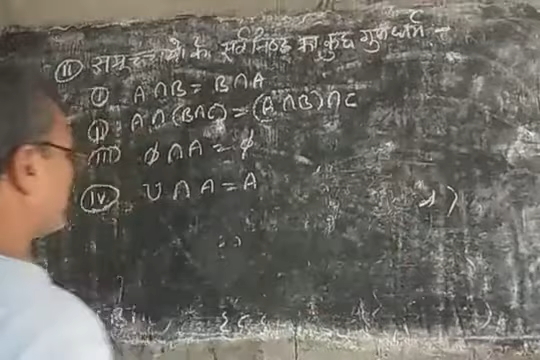 (ii) समुच्चयों के सर्वनिष्ठ का कुछ गुणधर्म -
(i) A ∩ B = B ∩ A
(ii) A ∩ (B ∩ C) = (A ∩ B) ∩ C
(iii) ϕ ∩ A = ϕ
(iv) U ∩ A = A